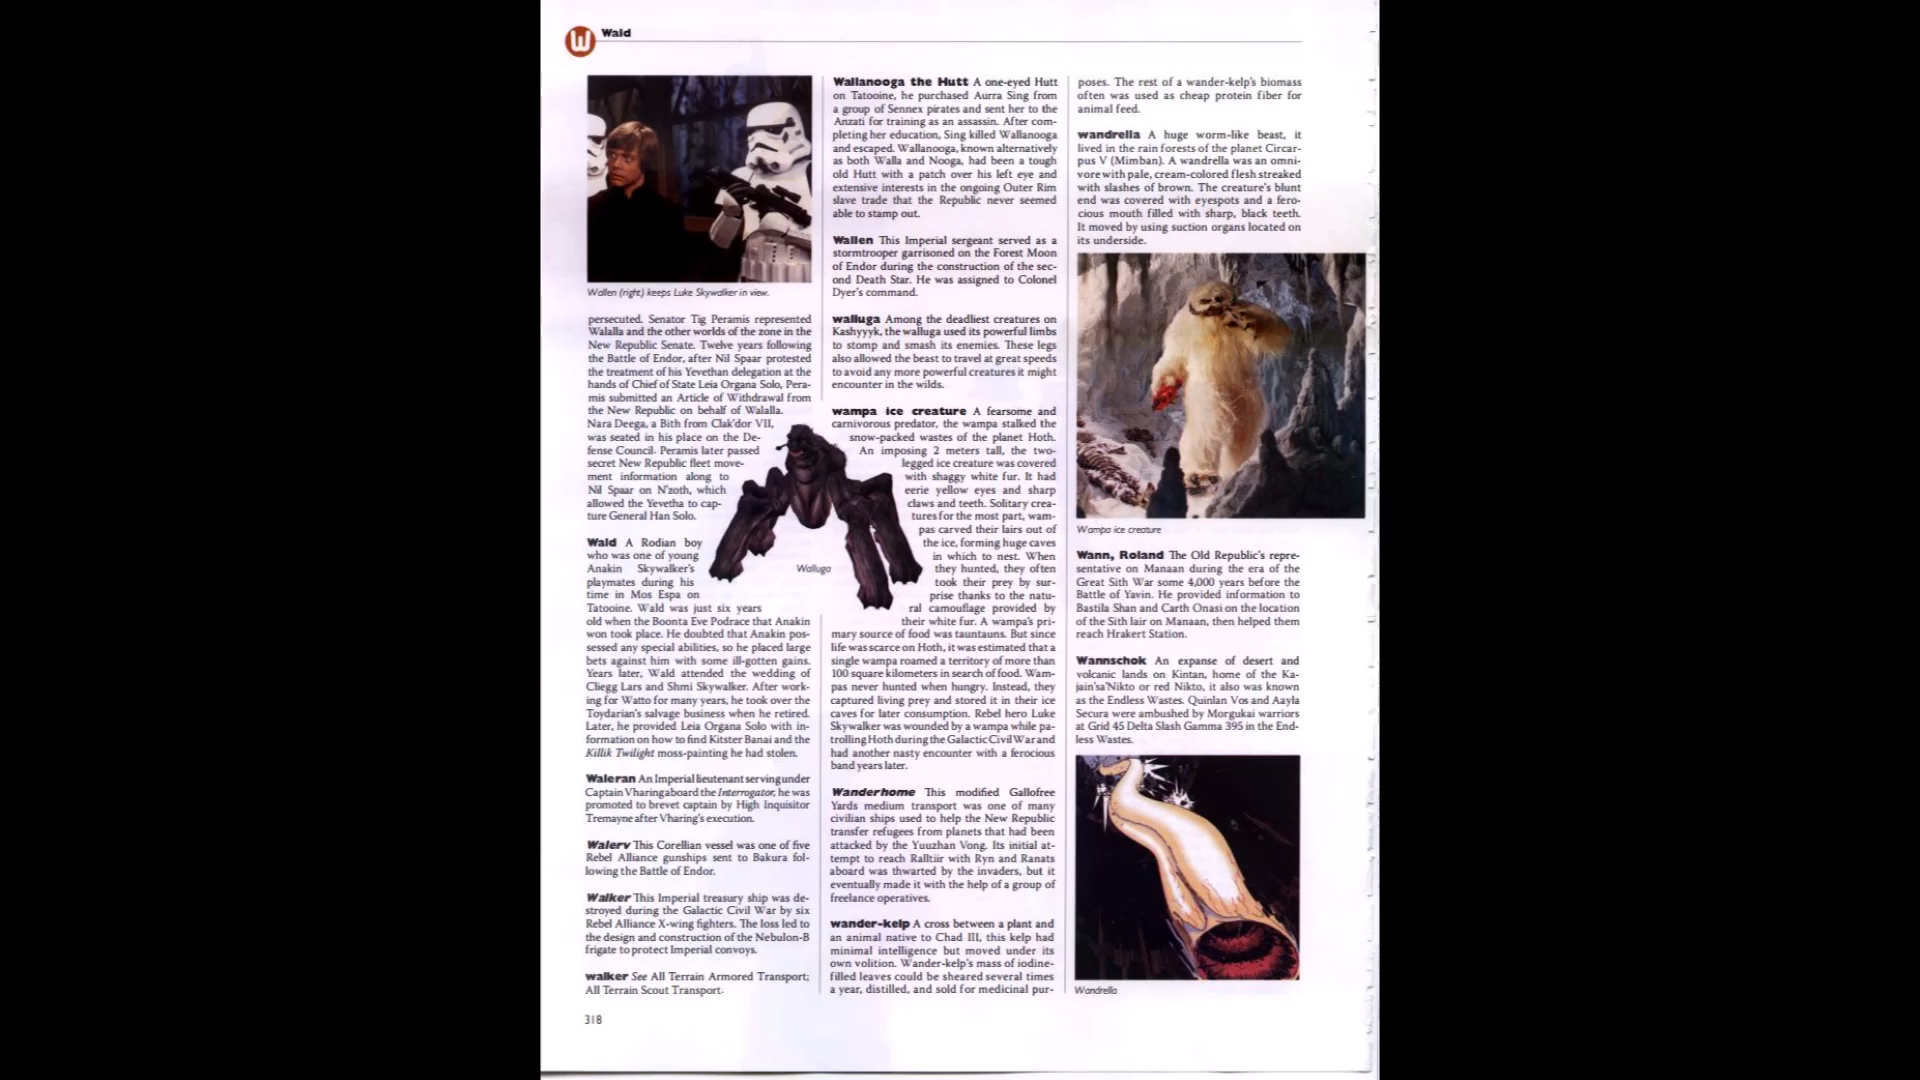 W
Wald
Wallen (right) keeps Luke Skywalker in view.
persecuted. Senator Tig Peramis represented
Walalla and the other worlds of the zone in the
New Republic Senate. Twelve years following
the Battle of Endor, after Nil Spaar protested
the treatment of his Yevethan delegation at the
hands of Chief of State Leia Organa Solo, Pera-
mis submitted an Article of Withdrawal from
the New Republic on behalf of Walalla.
Nara Deega, a Bith from Clak'dor VII,
was seated in his place on the De-
fense Council. Peramis later passed
secret New Republic fleet move-
ment information along to
Nil Spaar on N'zoth, which
allowed the Yevetha to cap-
ture General Han Solo.
Wald A Rodian boy
who was one of young
Anakin Skywalker's
playmates during his
time in Mos Espa on
Tatooine. Wald was just six years
old when the Boonta Eve Podrace that Anakin
won took place. He doubted that Anakin pos-
sessed any special abilities, so he placed large
bets against him with some ill-gotten gains.
Years later, Wald attended the wedding of
Cliegg Lars and Shmi Skywalker. After work-
ing for Watto for many years, he took over the
Toydarian's salvage business when he retired.
Later, he provided Leia Organa Solo with in-
formation on how to find Kitster Banai and the
Killik Twilight moss-painting he had stolen.
Waleran An Imperial lieutenant serving under
Captain Vharing aboard the Interrogator, he was
promoted to brevet captain by High Inquisitor
Tremayne after Vharing's execution.
Walerv This Corellian vessel was one of five
Rebel Alliance gunships sent to Bakura fol-
lowing the Battle of Endor.
Walker This Imperial treasury ship was de-
stroyed during the Galactic Civil War by six
Rebel Alliance X-wing fighters. The loss led to
the design and construction of the Nebulon-B
frigate to protect Imperial convoys.
walker See All Terrain Armored Transport;
All Terrain Scout Transport.
318
Wallanooga the Hutt A one-eyed Hutt
on Tatooine, he purchased Aurra Sing from
a group of Sennex pirates and sent her to the
Anzati for training as an assassin. After com-
pleting her education, Sing killed Wallanooga
and escaped. Wallanooga, known alternatively
as both Walla and Nooga, had been a tough
old Hutt with a patch over his left eye and
extensive interests in the ongoing Outer Rim
slave trade that the Republic never seemed
able to stamp out.
Wallen This Imperial sergeant served as a
stormtrooper garrisoned on the Forest Moon
of Endor during the construction of the sec-
ond Death Star. He was assigned to Colonel
Dyer's command.
walluga Among the deadliest creatures on
Kashyyyk, the walluga used its powerful limbs
to stomp and smash its enemies. These legs
also allowed the beast to travel at great speeds
to avoid any more powerful creatures it might
encounter in the wilds.
wampa ice creature A fearsome and
carnivorous predator, the wampa stalked the
snow-packed wastes of the planet Hoth.
An imposing 2 meters tall, the two-
legged ice creature was covered
with shaggy white fur. It had
eerie yellow eyes and sharp
claws and teeth. Solitary crea-
tures for the most part, wam-
pas carved their lairs out of
the ice, forming huge caves
in which to nest. When
they hunted, they often
took their prey by sur-
prise thanks to the natu-
ral camouflage provided by
their white fur. A wampa's pri-
mary source of food was tauntauns. But since
life was scarce on Hoth, it was estimated that a
single wampa roamed a territory of more than
100 square kilometers in search of food. Wam-
pas never hunted when hungry. Instead, they
captured living prey and stored it in their ice
caves for later consumption. Rebel hero Luke
Skywalker was wounded by a wampa while pa-
trolling Hoth during the Galactic Civil War and
had another nasty encounter with a ferocious
band years later.
Walluga
Wanderhome This modified Gallofree
Yards medium transport was one of many
civilian ships used to help the New Republic
transfer refugees from planets that had been
attacked by the Yuuzhan Vong. Its initial at-
tempt to reach Ralltiir with Ryn and Ranats
aboard was thwarted by the invaders, but it
eventually made it with the help of a group of
freelance operatives.
wander-kelp A cross between a plant and
an animal native to Chad III, this kelp had
minimal intelligence but moved under its
own volition. Wander-kelp's mass of iodine-
filled leaves could be sheared several times
a year, distilled, and sold for medicinal pur-
poses. The rest of a wander-kelp's biomass
often was used as cheap protein fiber for
animal feed.
wandrella A huge worm-like beast, it
lived in the rain forests of the planet Circar-
pus V (Mimban). A wandrella was an omni-
vore with pale, cream-colored flesh streaked
with slashes of brown. The creature's blunt
end was covered with eyespots and a fero-
cious mouth filled with sharp, black teeth.
It moved by using suction organs located on
its underside.
Wampa ice creature
Wann, Roland The Old Republic's repre-
sentative on Manaan during the era of the
Great Sith War some 4,000 years before the
Battle of Yavin. He provided information to
Bastila Shan and Carth Onasi on the location
of the Sith lair on Manaan, then helped them
reach Hrakert Station.
Wannschok An expanse of desert and
volcanic lands on Kintan, home of the Ka-
jain'sa'Nikto or red Nikto, it also was known
as the Endless Wastes. Quinlan Vos and Aayla
Secura were ambushed by Morgukai warriors
at Grid 45 Delta Slash Gamma 395 in the End-
less Wastes.
Wandrella